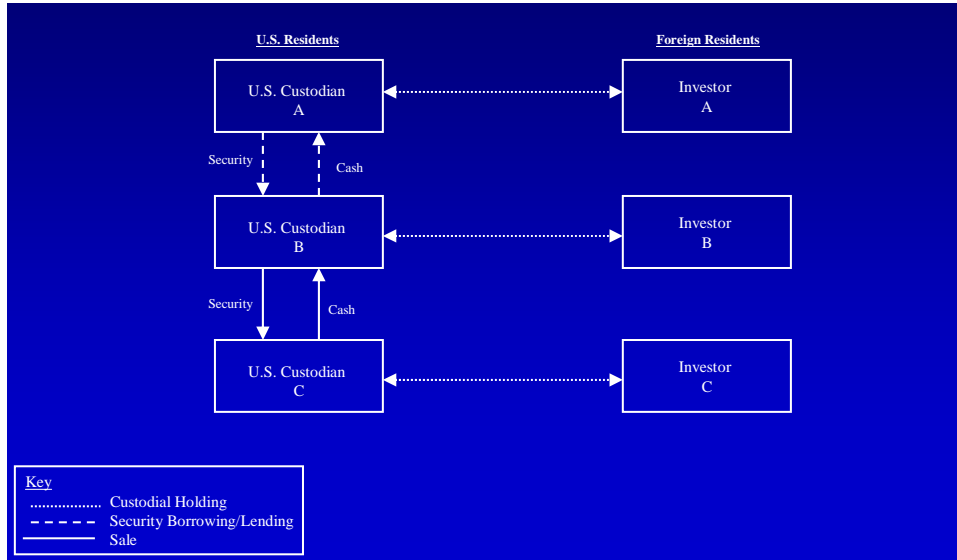 U.S. Residents
Foreign Residents
U.S. Custodian
A
Investor
A
Security
Cash
U.S. Custodian
B
Investor
B
Security
Cash
U.S. Custodian
C
Investor
C
Key
Custodial Holding
Security Borrowing/Lending
Sale